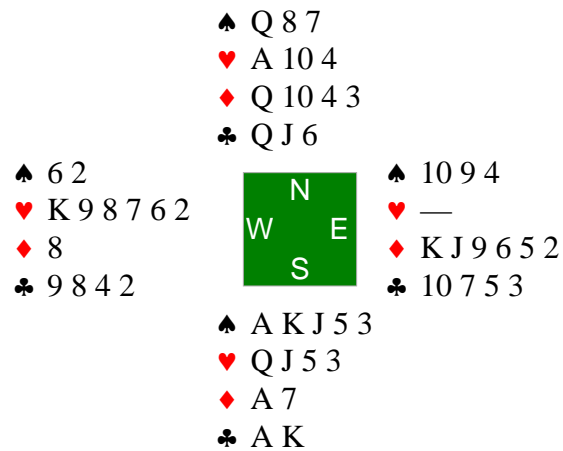 ♠ Q 8 7
♥ A 10 4
♦ Q 10 4 3
♣ Q J 6
♠ 6 2
♥ K 9 8 7 6 2
♦ 8
♣ 9 8 4 2
N
W E
S
♠ 10 9 4
♥ —
♦ K J 9 6 5 2
♣ 10 7 5 3
♠ A K J 5 3
♥ Q J 5 3
♦ A 7
♣ A K